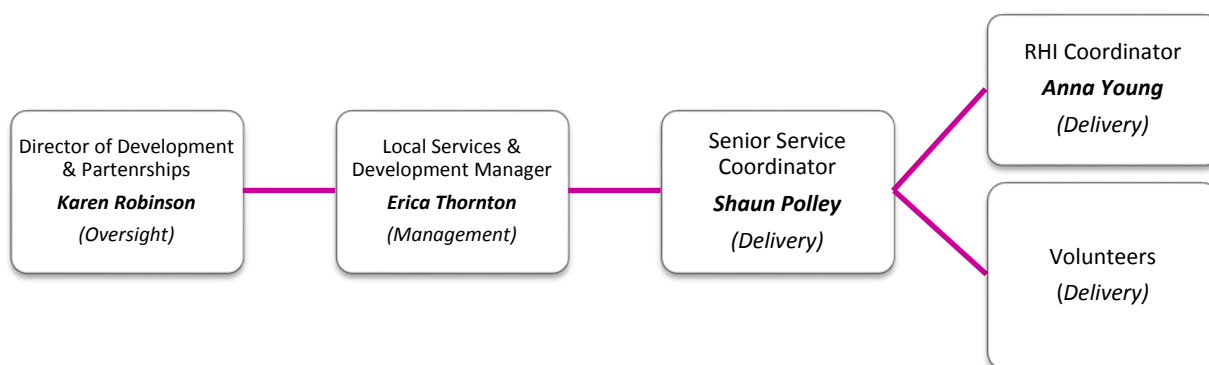 Director of Development
& Partenrships
Karen Robinson
(Oversight)
Local Services &
Development Manager
Erica Thornton
(Management)
Senior Service
Coordinator
Shaun Polley
(Delivery)
RHI Coordinator
Anna Young
(Delivery)
Volunteers
(Delivery)